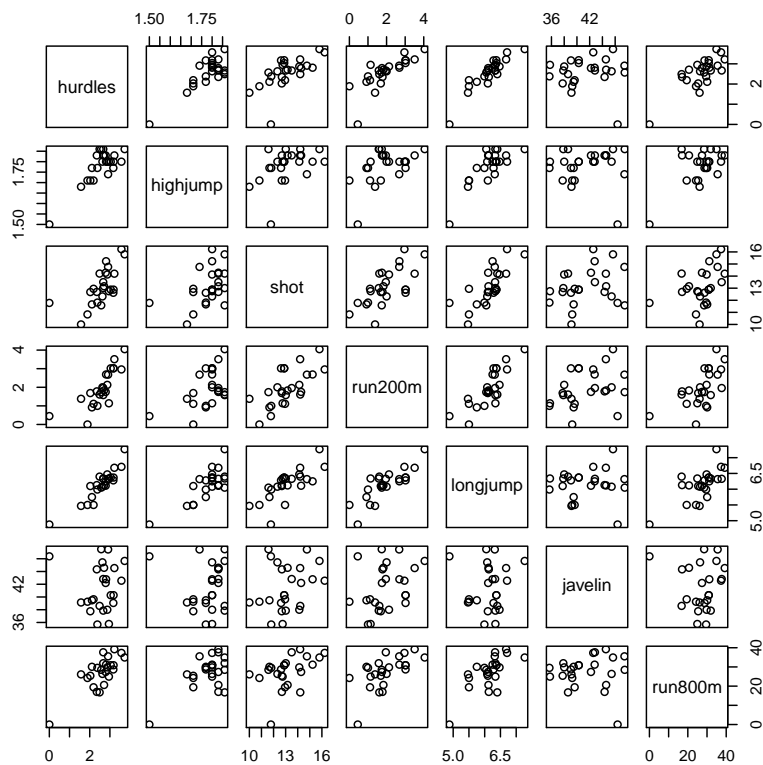 1.50 1.75 0 2 4 36 42
hurdles 0 2
1.50 1.75 highjump
shot 10 13 16
0 2 4 run200m
longjump 5.0 6.5
36 42 javelin
run800m 0 20 40
0 2 10 13 16 5.0 6.5 0 20 40